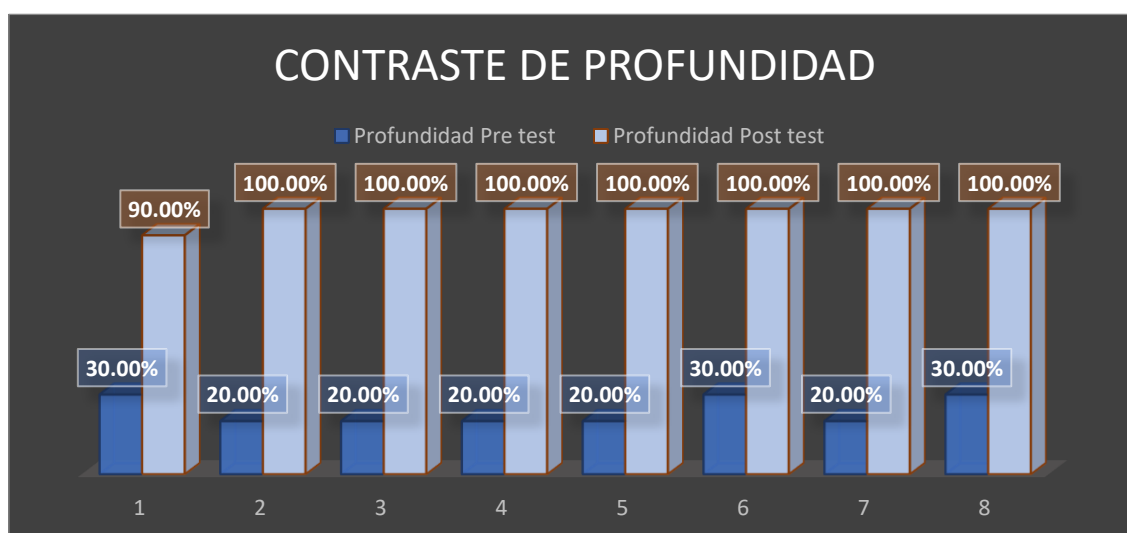 CONTRASTE DE PROFUNDIDAD
Profundidad Pre test Profundidad Post test
90.00% 100.00% 100.00% 100.00% 100.00% 100.00% 100.00% 100.00%
30.00% 20.00% 20.00% 20.00% 20.00% 30.00% 20.00% 30.00%
1 2 3 4 5 6 7 8